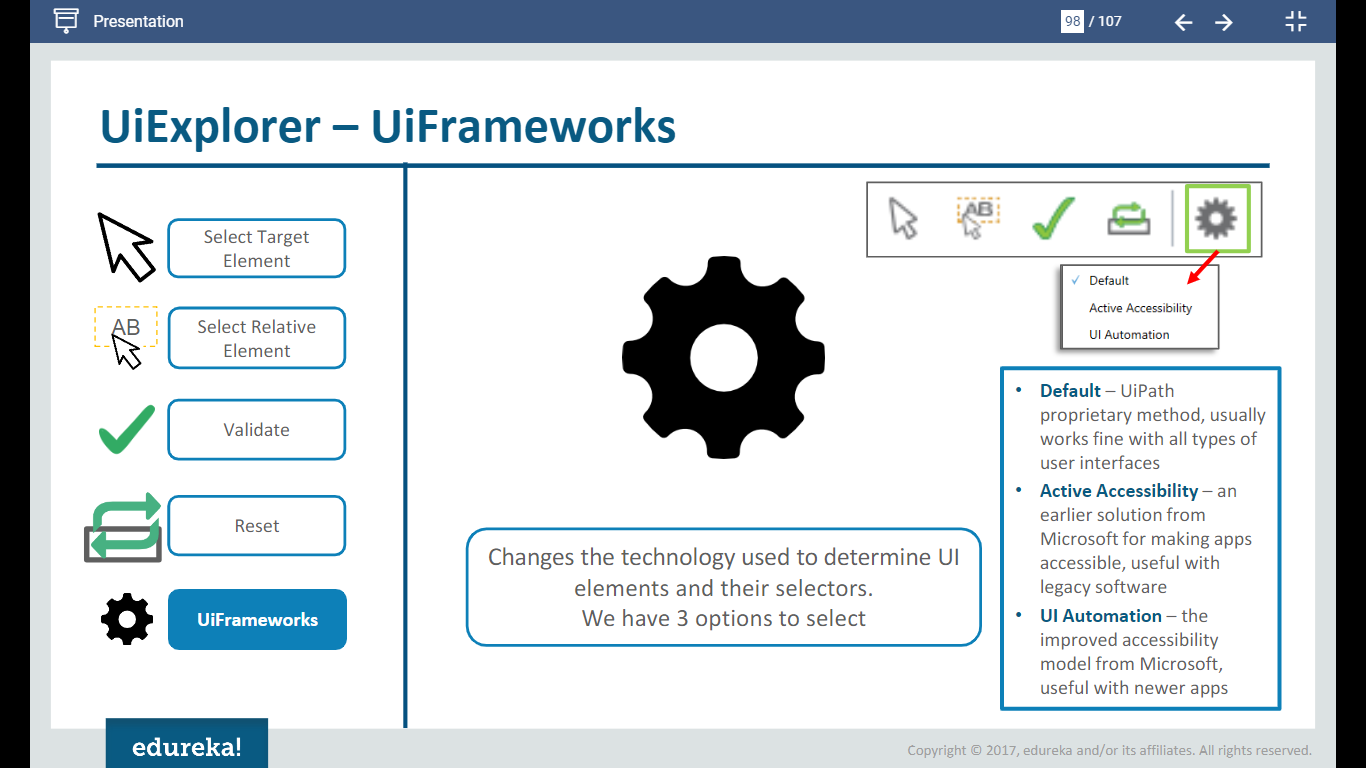 Presentation
98 / 107
UiExplorer – UiFrameworks
Select Target
Element
AB
Select Relative
Element
Validate
Reset
UiFrameworks
Changes the technology used to determine UI
elements and their selectors.
We have 3 options to select
AB
✓ Default
Active Accessibility
UI Automation
• Default – UiPath
proprietary method, usually
works fine with all types of
user interfaces
• Active Accessibility – an
earlier solution from
Microsoft for making apps
accessible, useful with
legacy software
• UI Automation – the
improved accessibility
model from Microsoft,
useful with newer apps
edureka!
Copyright © 2017, edureka and/or its affiliates. All rights reserved.